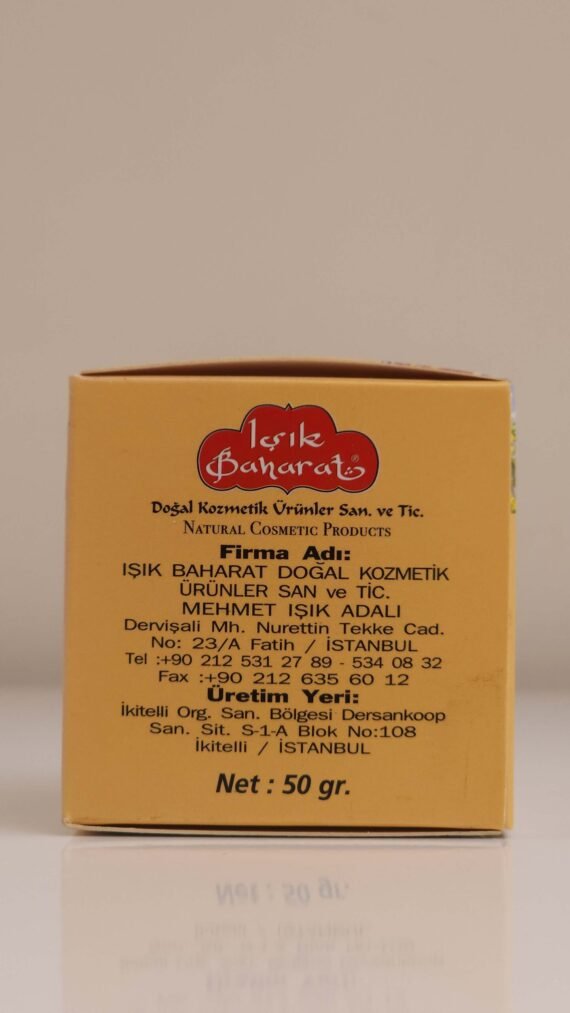 Işık
Baharat®
Doğal Kozmetik Ürünler San. ve Tic.
NATURAL COSMETIC PRODUCTS
Firma Adı:
IŞIK BAHARAT DOĞAL KOZMETİK
ÜRÜNLER SAN ve TİC.
MEHMET IŞIK ADALI
Dervişali Mh. Nurettin Tekke Cad.
No: 23/A Fatih / İSTANBUL
Tel :+90 212 531 27 89 - 534 08 32
Fax :+90 212 635 60 12
Üretim Yeri:
İkitelli Org. San. Bölgesi Dersankoop
San. Sit. S-1-A Blok No:108
İkitelli / İSTANBUL
Net : 50 gr.